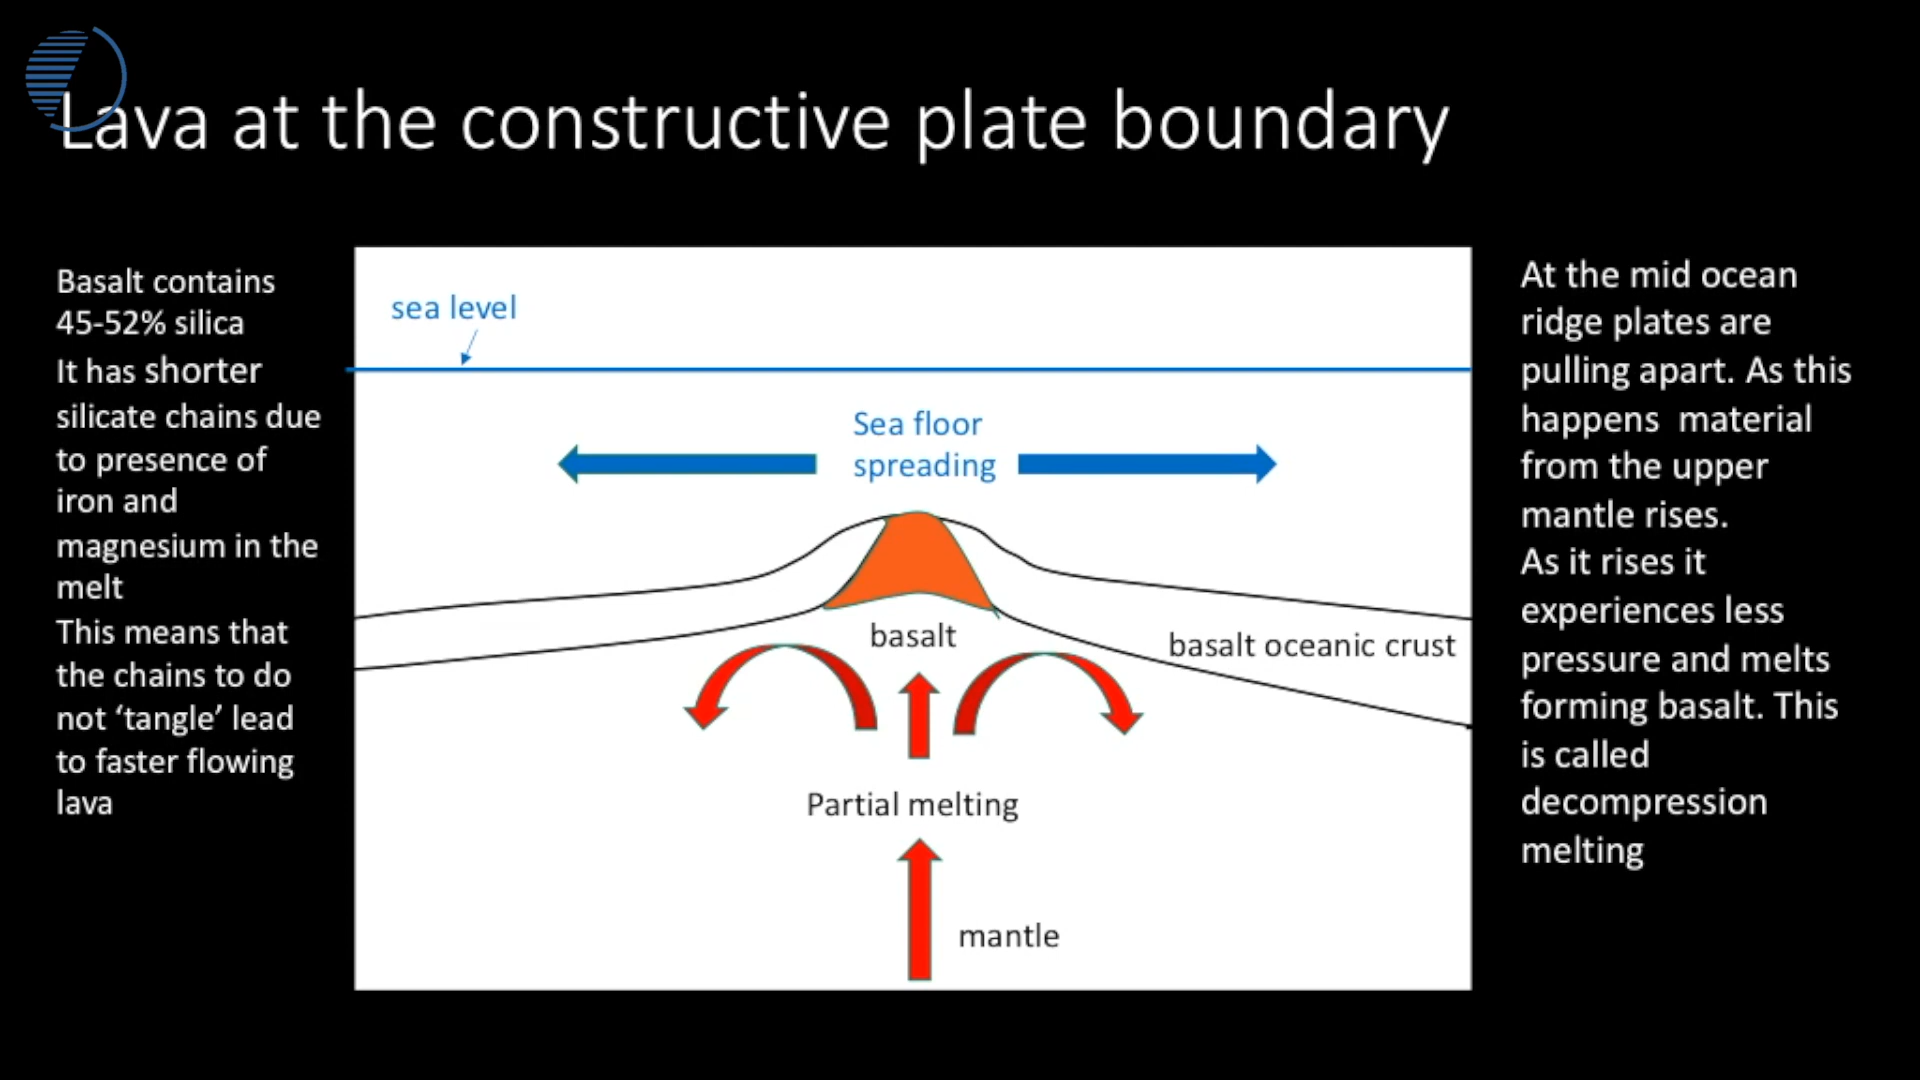 Lava at the constructive plate boundary
Basalt contains
45-52% silica
It has shorter
silicate chains due
to presence of
iron and
magnesium in the
melt
This means that
the chains to do
not ‘tangle’ lead
to faster flowing
lava
sea level
Sea floor
spreading
basalt
basalt oceanic crust
Partial melting
mantle
At the mid ocean
ridge plates are
pulling apart. As this
happens  material
from the upper
mantle rises.
As it rises it
experiences less
pressure and melts
forming basalt. This
is called
decompression
melting